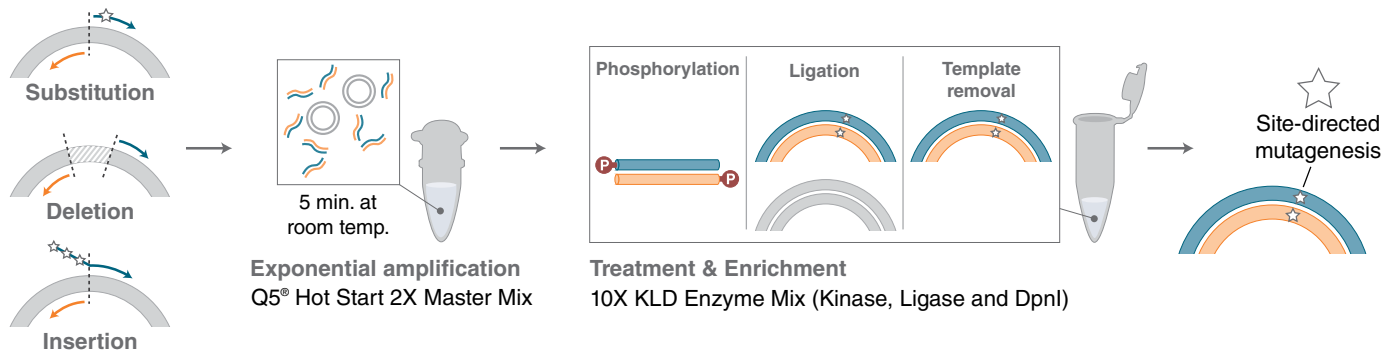 Substitution
Deletion
Insertion
5 min. at
room temp.
Exponential amplification
Q5® Hot Start 2X Master Mix
Phosphorylation
P
P
Ligation
Template
removal
Treatment & Enrichment
10X KLD Enzyme Mix (Kinase, Ligase and DpnI)
Site-directed
mutagenesis